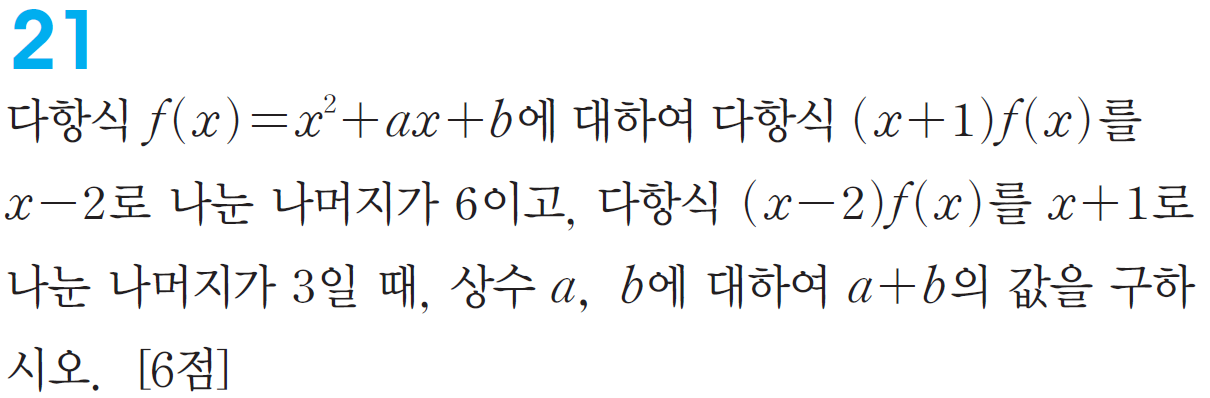 21
다항식 f(x)=x²+ax+b에 대하여 다항식 (x+1)f(x)를
x-2로 나눈 나머지가 6이고, 다항식 (x-2)f(x)를 x+1로
나눈 나머지가 3일 때, 상수 a, b에 대하여 a+b의 값을 구하
시오. [6점]